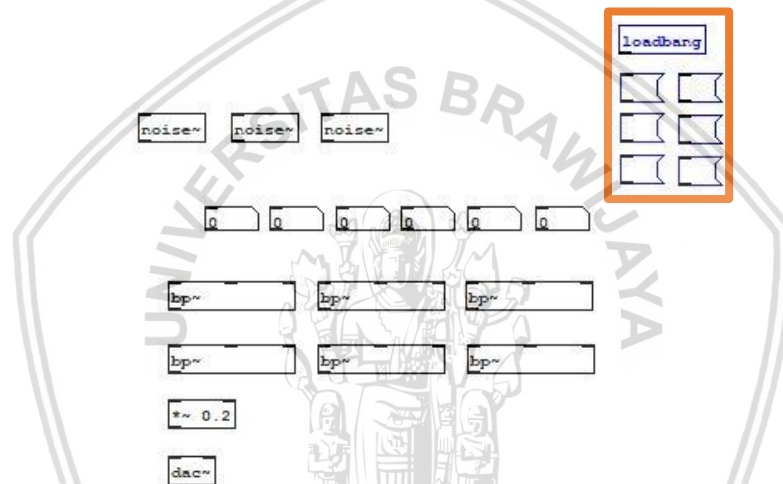 loadbang
UNIVERSITAS BRAWIJAYA
noise~ noise~ noise~
0 0 0 0 0 0
bp~ bp~ bp~
bp~ bp~ bp~
*~ 0.2
dac~